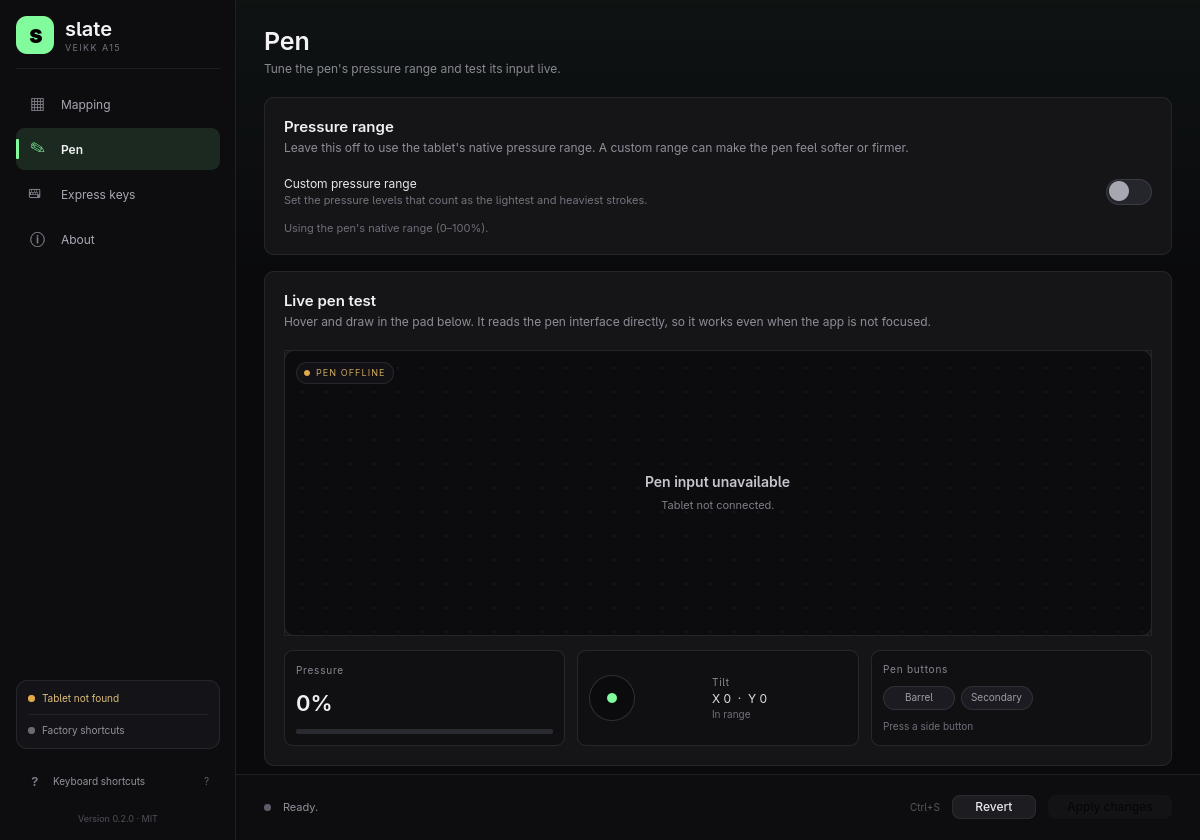 s
slate
VEIKK A15
Mapping
Pen
Express keys
About
Tablet not found
Factory shortcuts
? Keyboard shortcuts ?
Version 0.2.0 · MIT
Pen
Tune the pen's pressure range and test its input live.
Pressure range
Leave this off to use the tablet's native pressure range. A custom range can make the pen feel softer or firmer.
Custom pressure range
Set the pressure levels that count as the lightest and heaviest strokes.
Using the pen's native range (0–100%).
Live pen test
Hover and draw in the pad below. It reads the pen interface directly, so it works even when the app is not focused.
PEN OFFLINE
Pen input unavailable
Tablet not connected.
Pressure
0%
Tilt
X 0 · Y 0
In range
Pen buttons
Barrel Secondary
Press a side button
Ready.
Ctrl+S Revert Apply changes